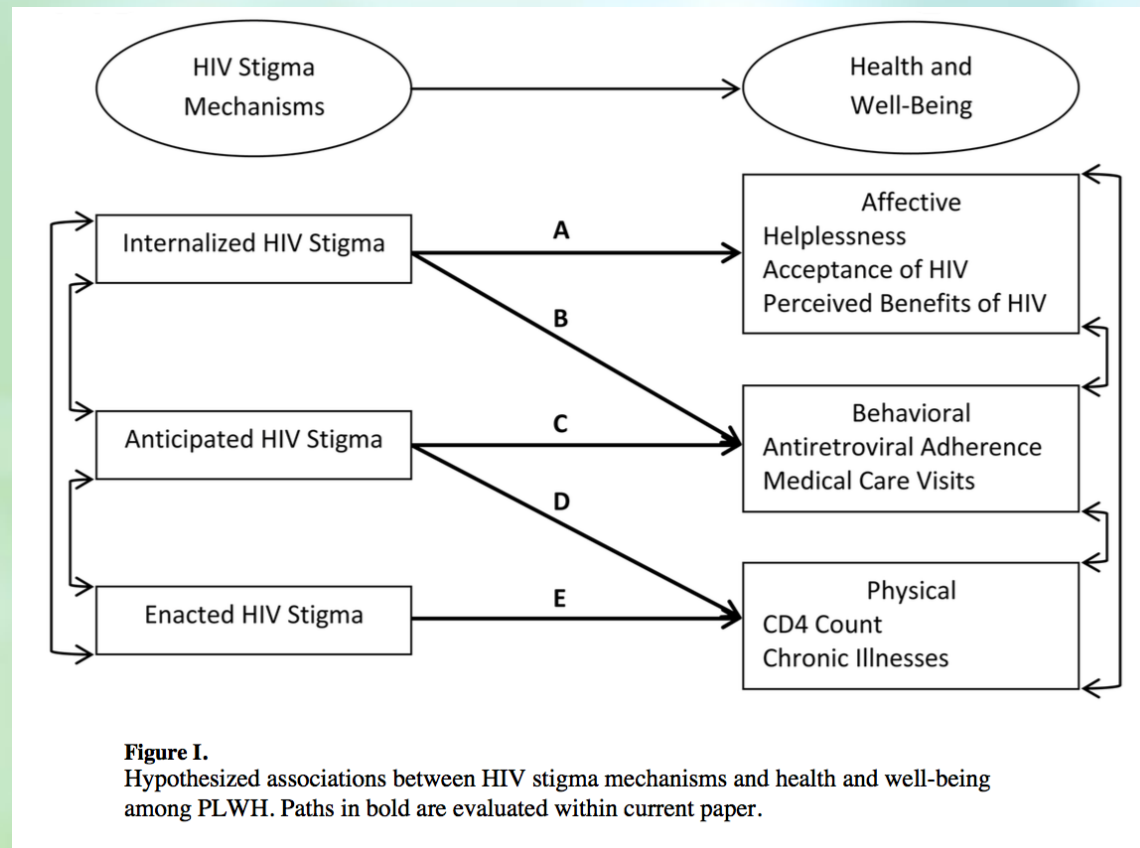 HIV Stigma
Mechanisms
Health and
Well-Being
Internalized HIV Stigma
Anticipated HIV Stigma
Enacted HIV Stigma
A
B
C
D
E
Affective
Helplessness
Acceptance of HIV
Perceived Benefits of HIV
Behavioral
Antiretroviral Adherence
Medical Care Visits
Physical
CD4 Count
Chronic Illnesses
Figure I.
Hypothesized associations between HIV stigma mechanisms and health and well-being
among PLWH. Paths in bold are evaluated within current paper.